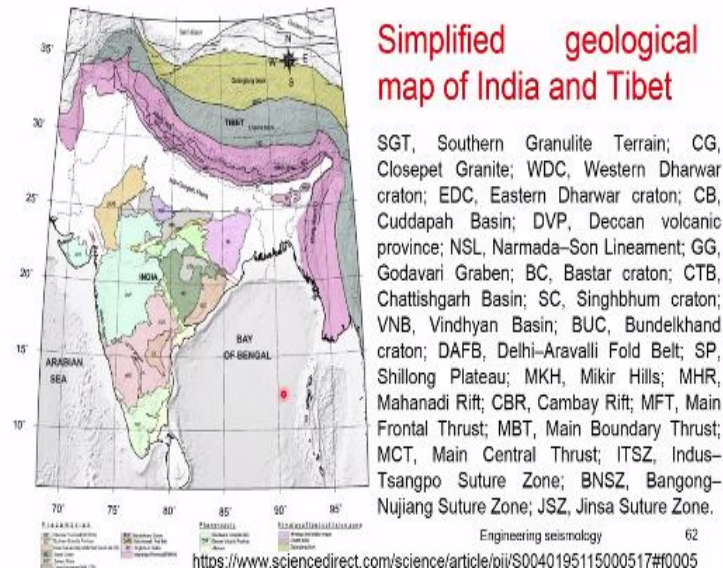 Simplified geological
map of India and Tibet
SGT, Southern Granulite Terrain; CG,
Closepet Granite; WDC, Western Dharwar
craton; EDC, Eastern Dharwar craton; CB,
Cuddapah Basin; DVP, Deccan volcanic
province; NSL, Narmada–Son Lineament; GG,
Godavari Graben; BC, Bastar craton; CTB,
Chattishgarh Basin; SC, Singhbhum craton;
VNB, Vindhyan Basin; BUC, Bundelkhand
craton; DAFB, Delhi–Aravalli Fold Belt; SP,
Shillong Plateau; MKH, Mikir Hills; MHR,
Mahanadi Rift; CBR, Cambay Rift; MFT, Main
Frontal Thrust; MBT, Main Boundary Thrust;
MCT, Main Central Thrust; ITSZ, Indus–
Tsangpo Suture Zone; BNSZ, Bangong–
Nujiang Suture Zone; JSZ, Jinsa Suture Zone.
Engineering seismology 62
https://www.sciencedirect.com/science/article/pii/S0040195115000517#f0005
35°
30°
25°
20°
15°
10°
N
W E
S
TIBET
INDIA
BAY
OF BENGAL
ARABIAN
SEA
70° 75° 80° 85° 90° 95°